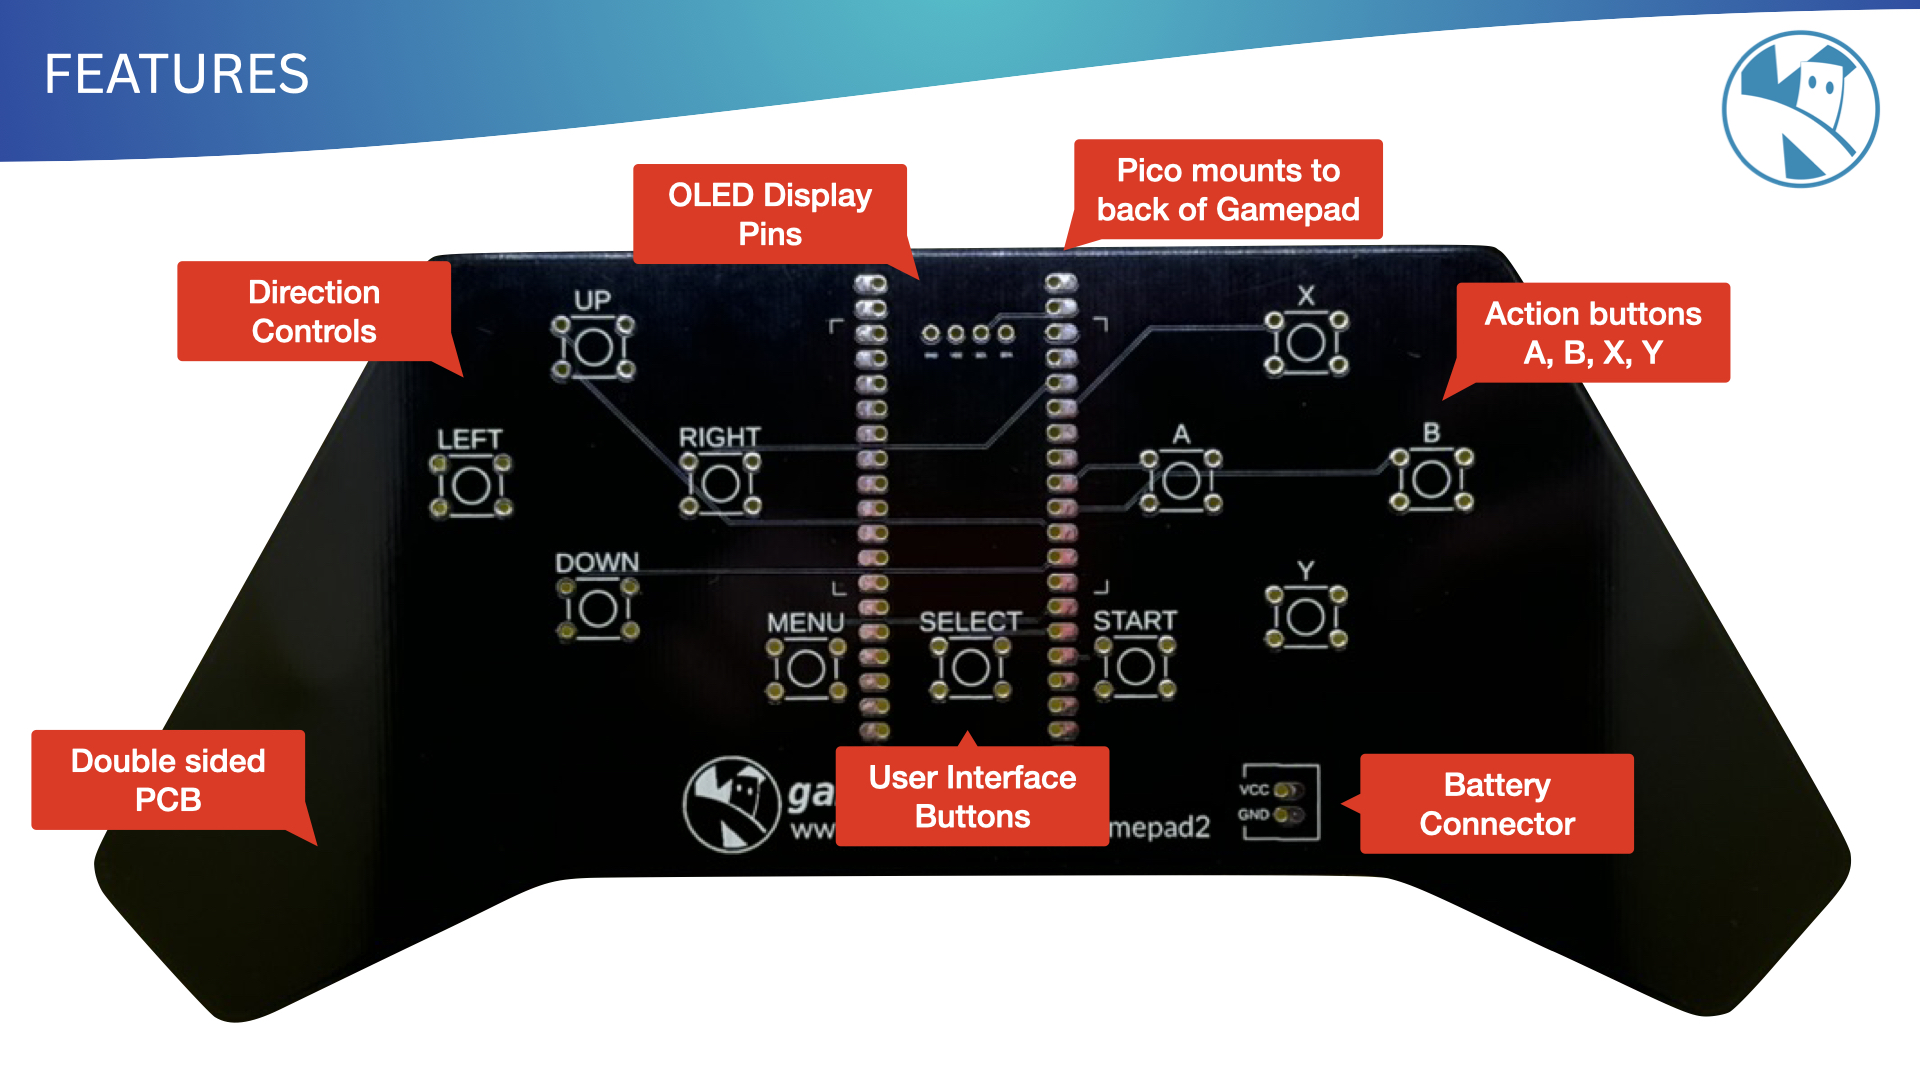 FEATURES
OLED Display
Pins
Pico mounts to
back of Gamepad
Direction
Controls
Action buttons
A, B, X, Y
UP
X
LEFT
RIGHT
A
B
DOWN
Y
MENU
SELECT
START
Double sided
PCB
User Interface
Buttons
Battery
Connector
ga
ww
mepad2
VCC
GND